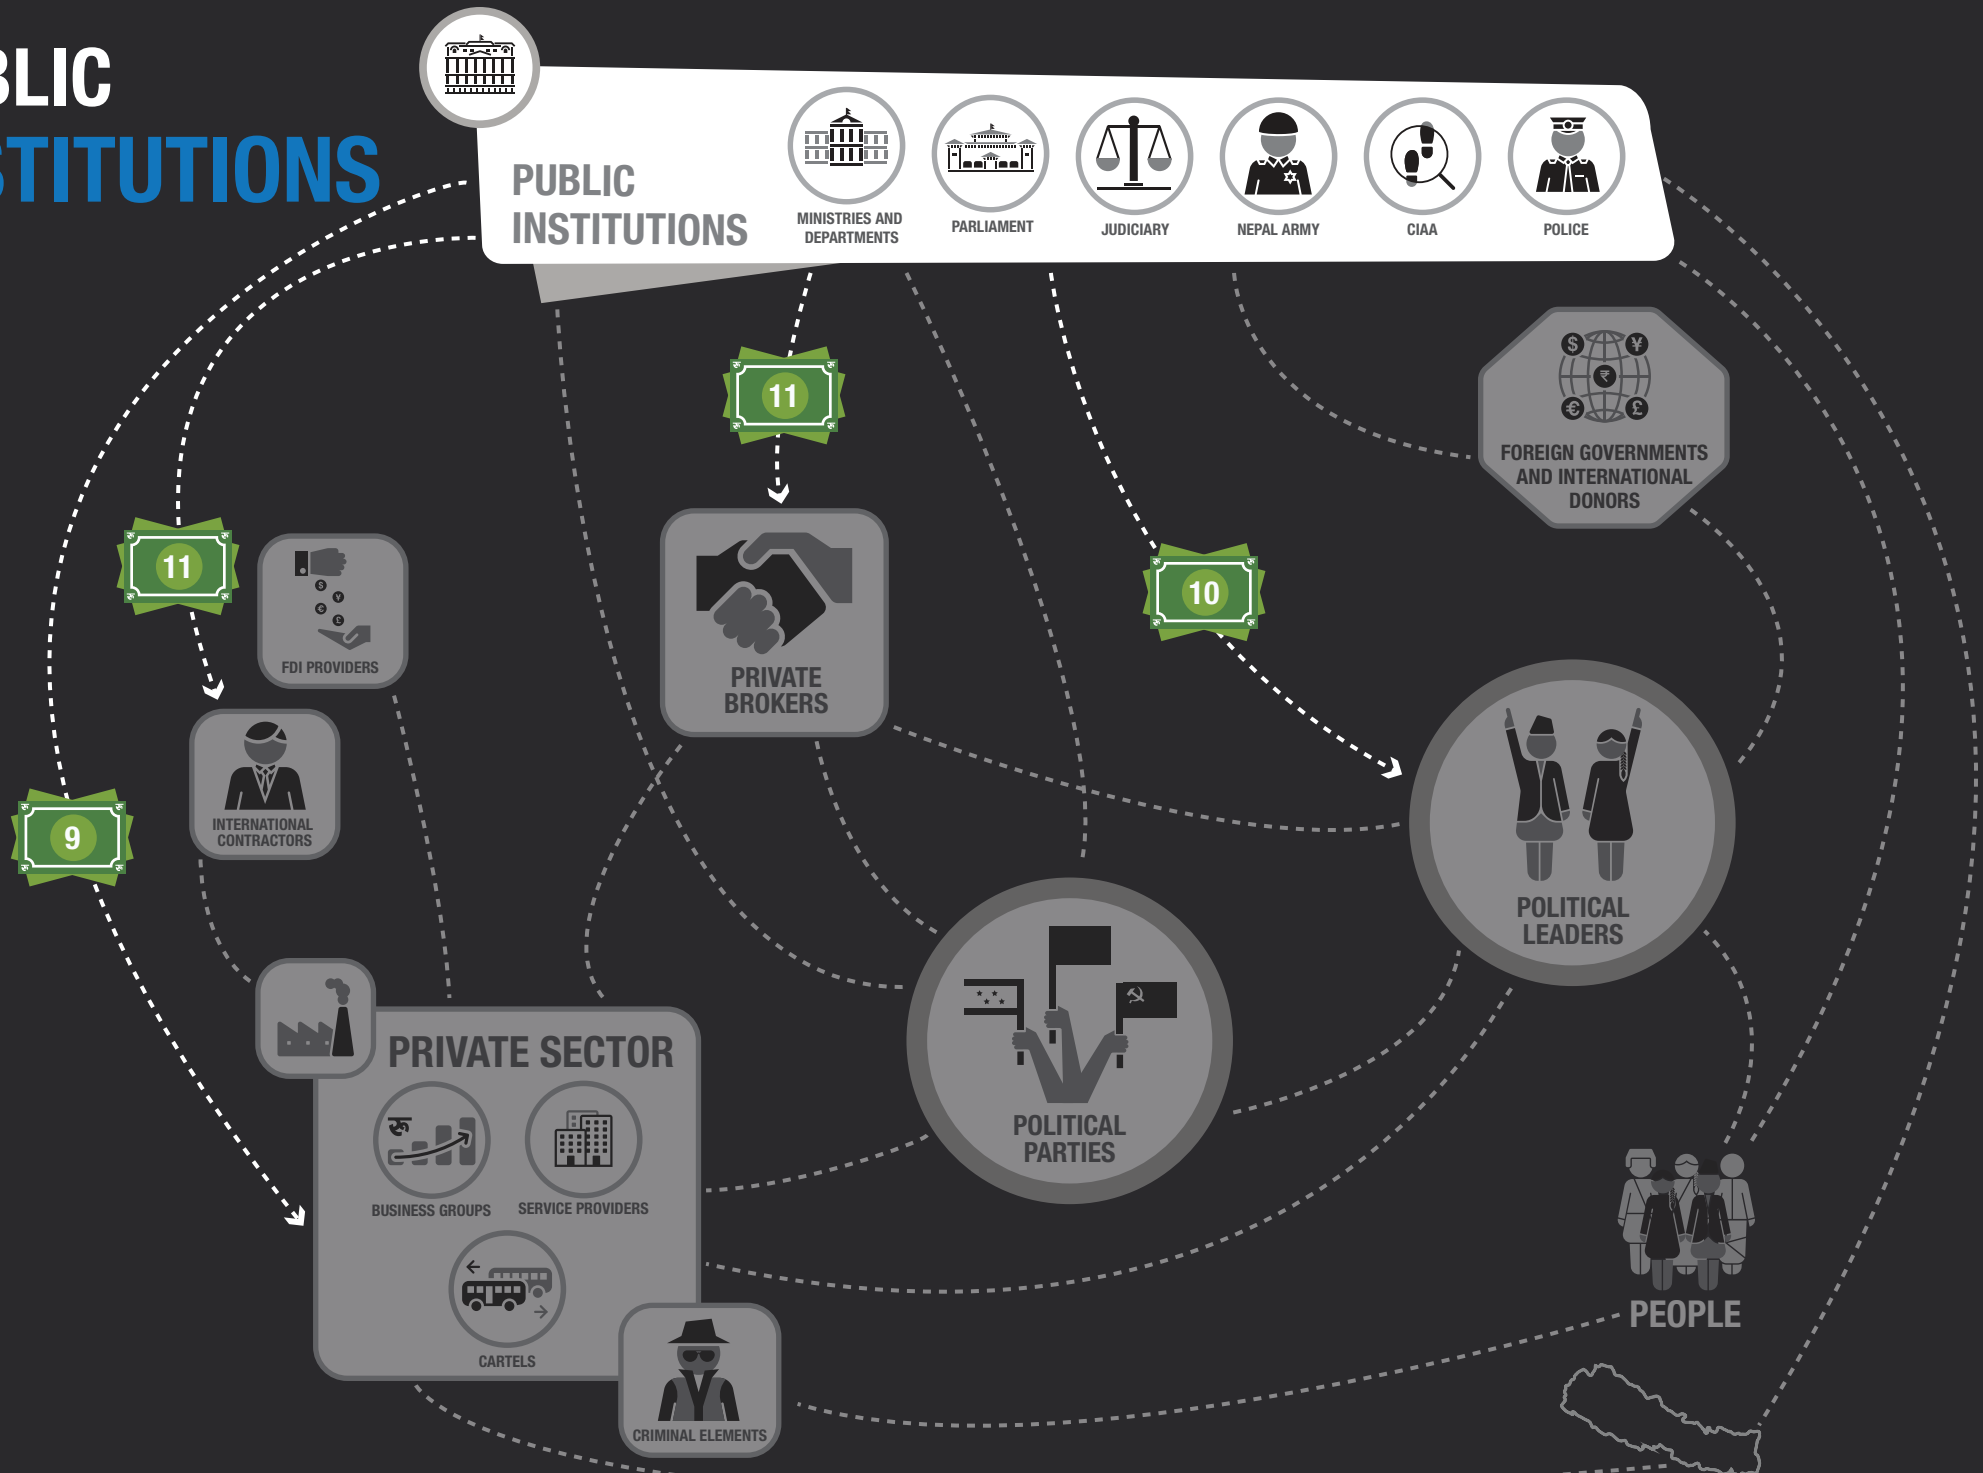 BLIC
STITUTIONS
PUBLIC
INSTITUTIONS
MINISTRIES AND
DEPARTMENTS
PARLIAMENT
JUDICIARY
NEPAL ARMY
CIAA
POLICE
$ ¥
₹
€ £
FOREIGN GOVERNMENTS
AND INTERNATIONAL
DONORS
11
11
10
9
$
¥
€
£
FDI PROVIDERS
INTERNATIONAL
CONTRACTORS
PRIVATE
BROKERS
POLITICAL
LEADERS
POLITICAL
PARTIES
PRIVATE SECTOR
रू
BUSINESS GROUPS
SERVICE PROVIDERS
CARTELS
CRIMINAL ELEMENTS
PEOPLE